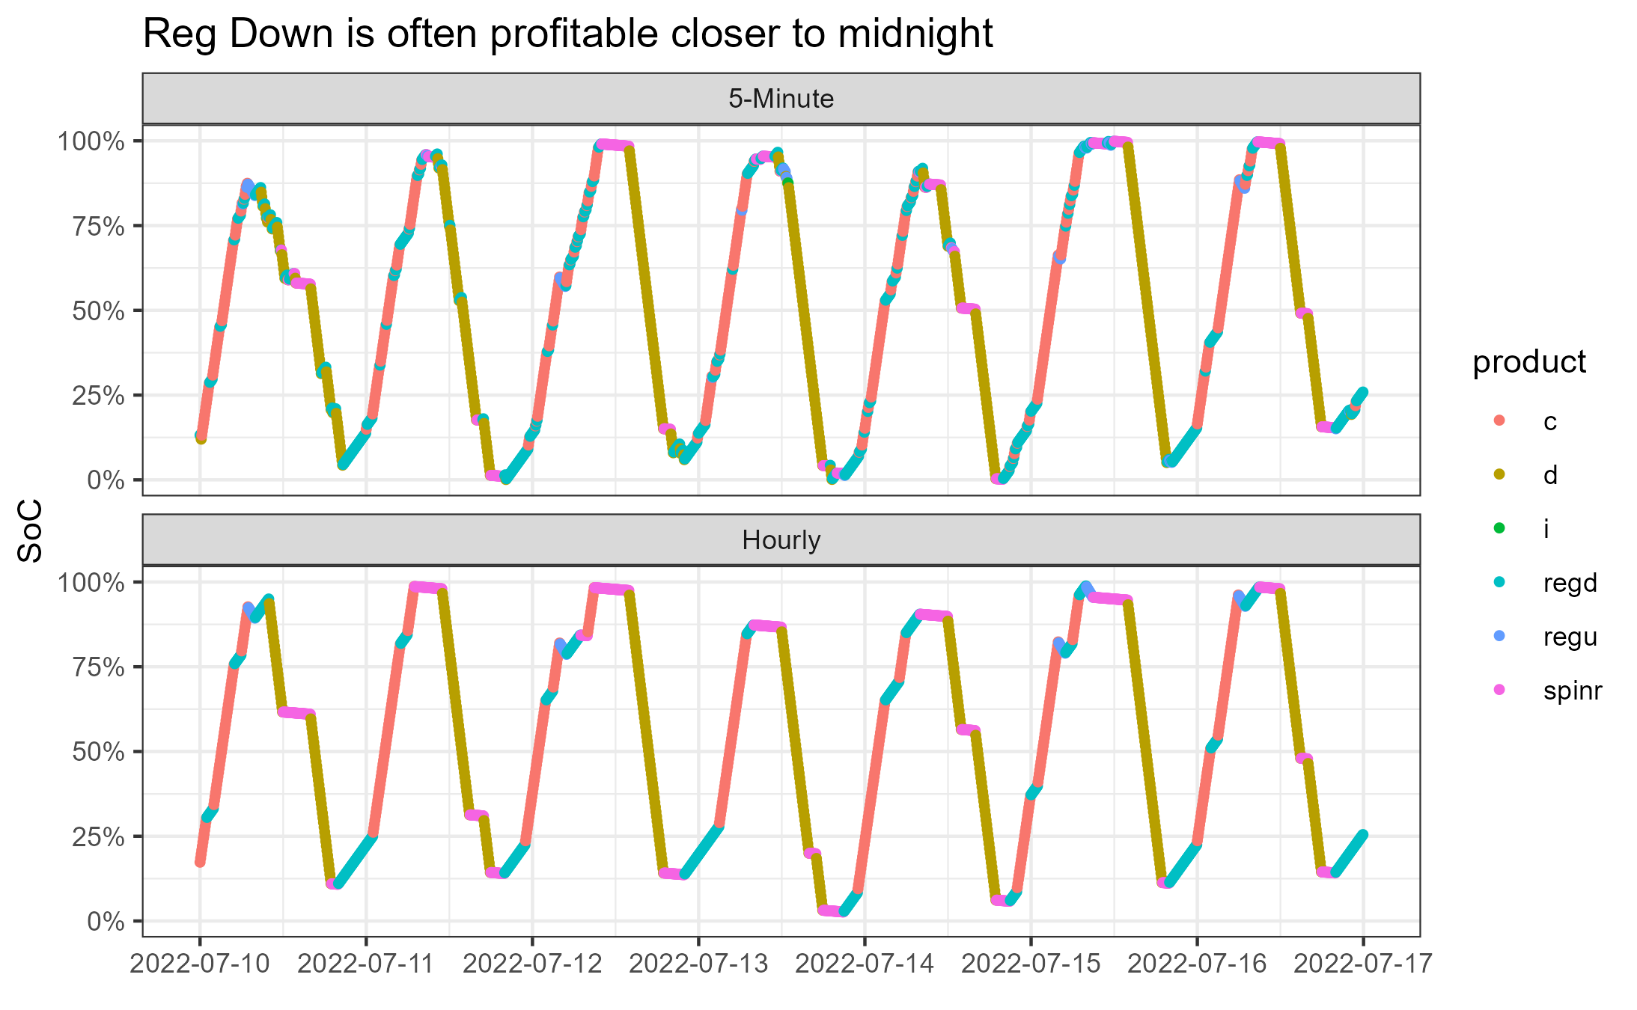 Reg Down is often profitable closer to midnight
5-Minute
100%
75%
50%
25%
0%
Hourly
100%
75%
50%
25%
0%
SoC
2022-07-10 2022-07-11 2022-07-12 2022-07-13 2022-07-14 2022-07-15 2022-07-16 2022-07-17
product
c
d
i
regd
regu
spinr